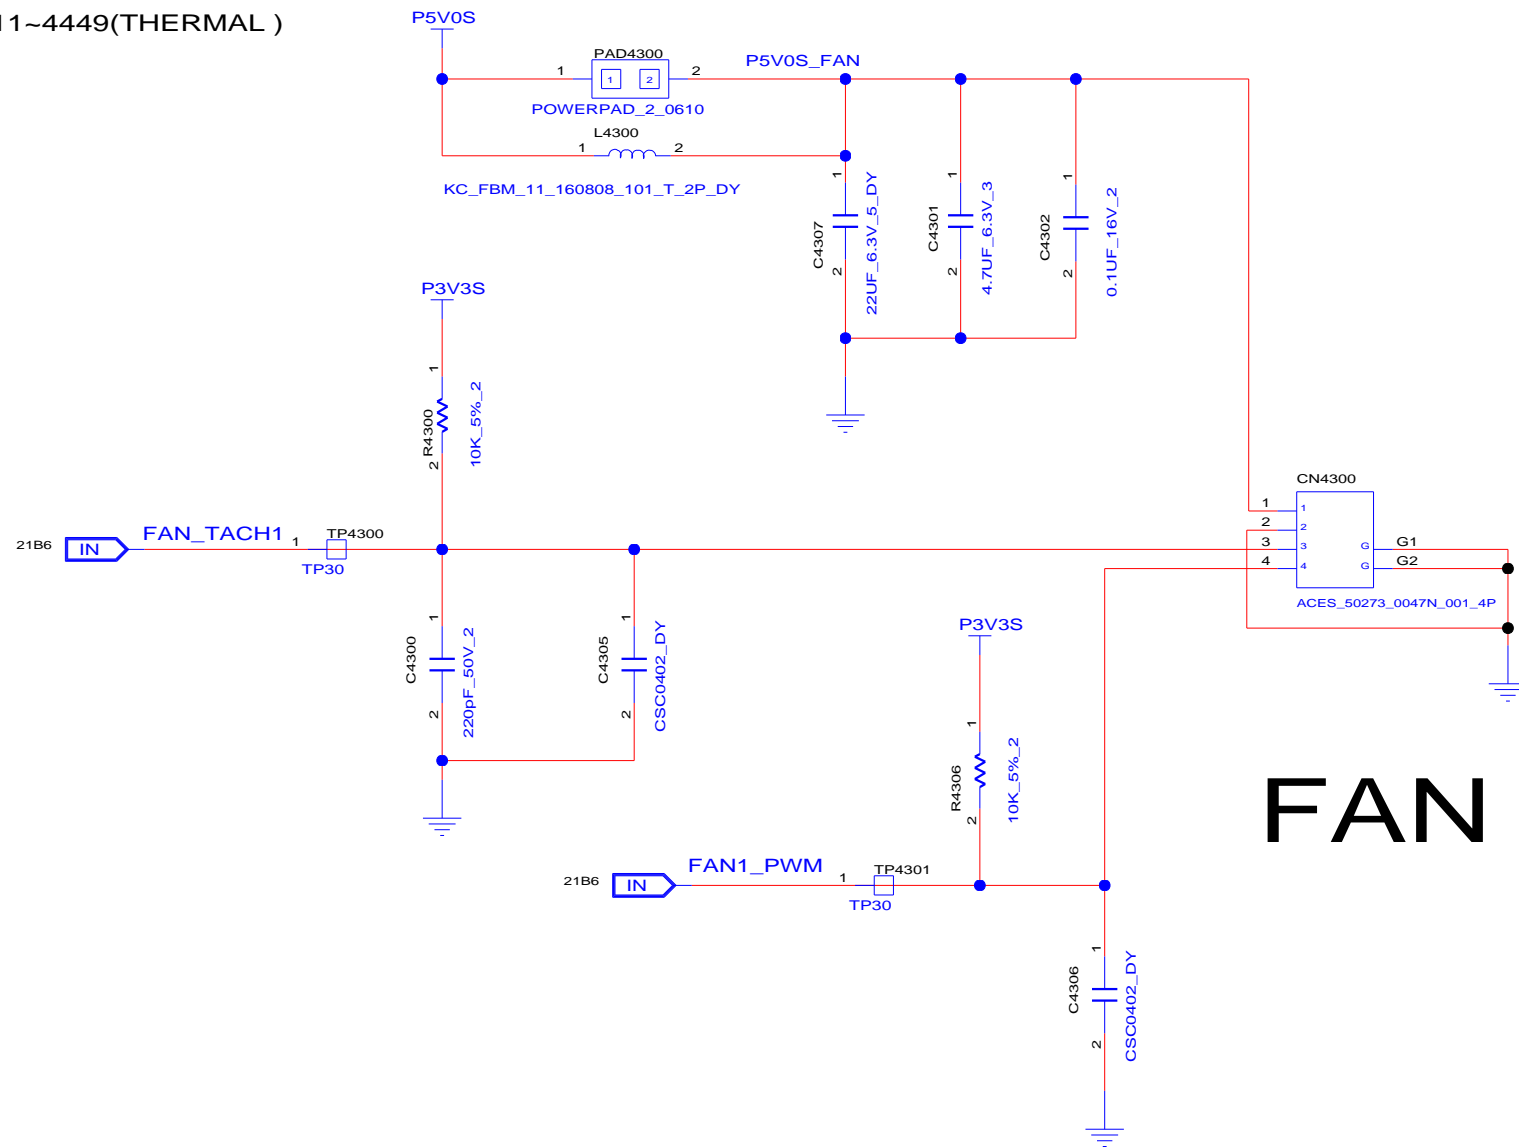 11~4449(THERMAL )
P5V0S
PAD4300
1
1
2
2
P5V0S_FAN
POWERPAD_2_0610
L4300
1
2
KC_FBM_11_160808_101_T_2P_DY
1
C4307
2
22UF_6.3V_5_DY
1
C4301
2
4.7UF_6.3V_3
1
C4302
2
0.1UF_16V_2
P3V3S
1
R4300
2
10K_5%_2
CN4300
1
1
2
2
3
3
4
4
G
G1
G
G2
ACES_50273_0047N_001_4P
21B6
IN
FAN_TACH1
1
TP4300
TP30
1
C4300
2
220pF_50V_2
1
C4305
2
CSC0402_DY
P3V3S
1
R4306
2
10K_5%_2
FAN
21B6
IN
FAN1_PWM
1
TP4301
TP30
1
C4306
2
CSC0402_DY